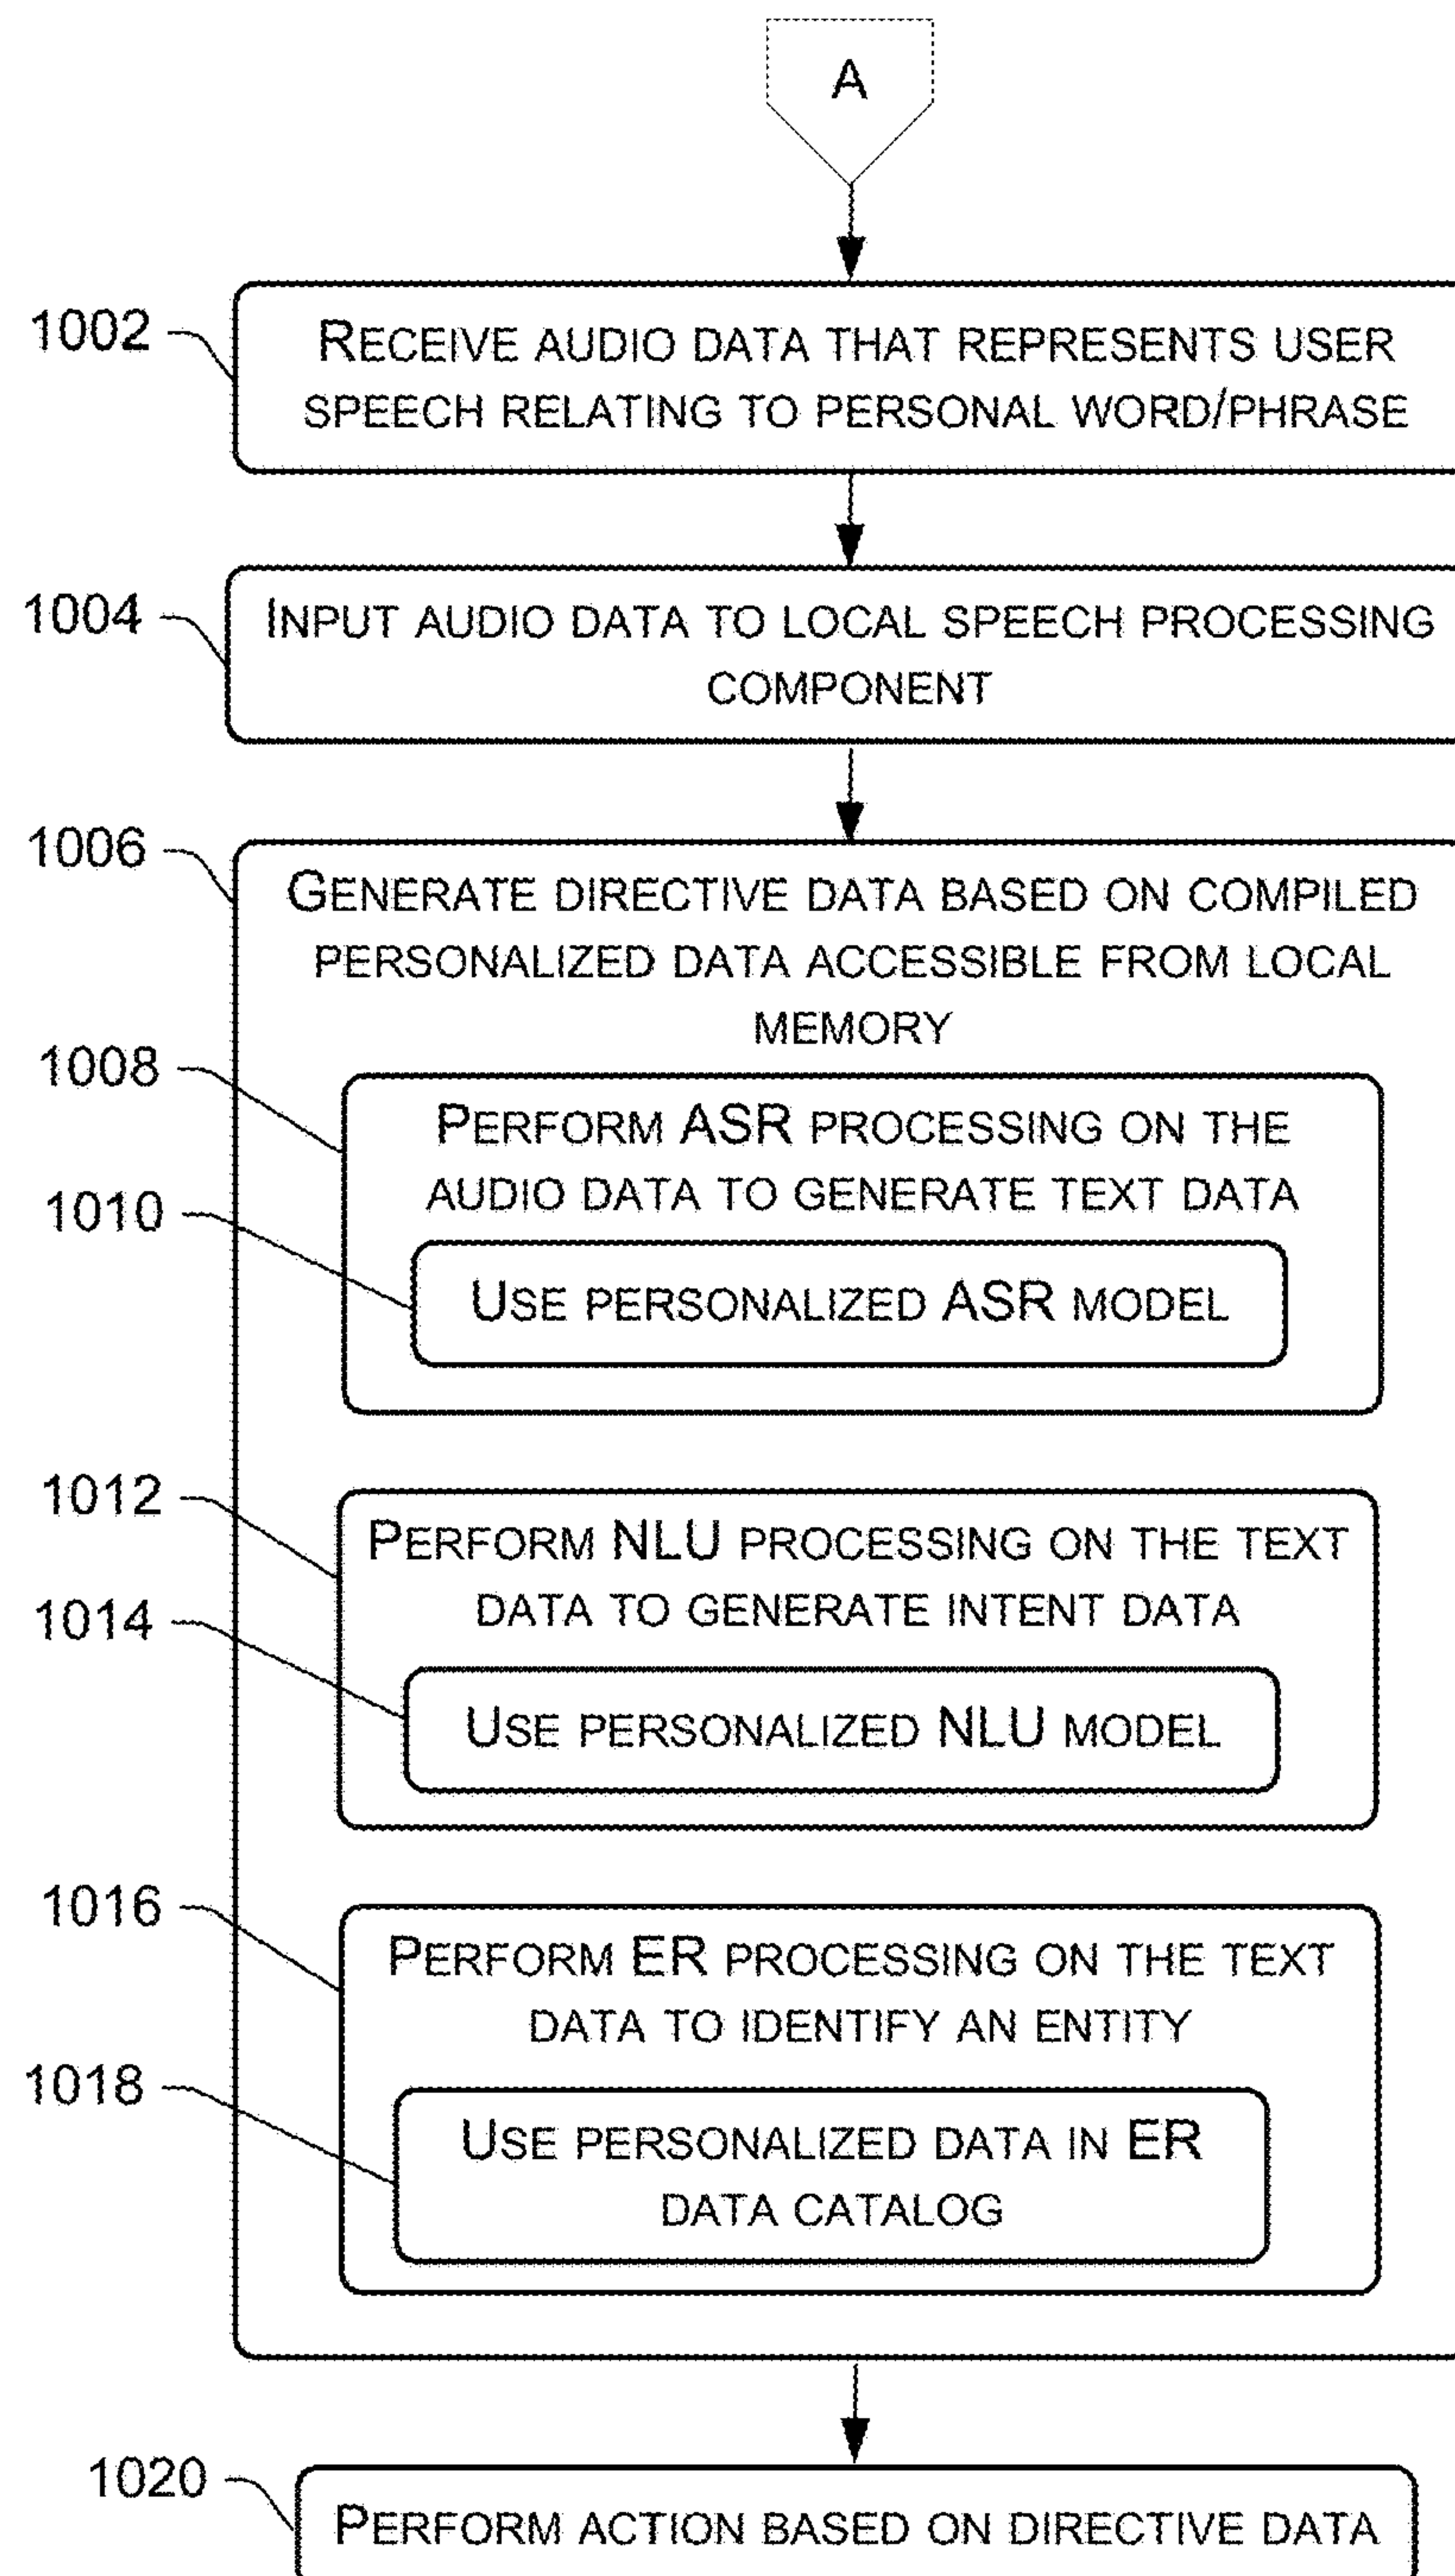 A
1002
RECEIVE AUDIO DATA THAT REPRESENTS USER
SPEECH RELATING TO PERSONAL WORD/PHRASE
1004
INPUT AUDIO DATA TO LOCAL SPEECH PROCESSING
COMPONENT
1006
GENERATE DIRECTIVE DATA BASED ON COMPILED
PERSONALIZED DATA ACCESSIBLE FROM LOCAL
MEMORY
1008
PERFORM ASR PROCESSING ON THE
AUDIO DATA TO GENERATE TEXT DATA
1010
USE PERSONALIZED ASR MODEL
1012
PERFORM NLU PROCESSING ON THE TEXT
DATA TO GENERATE INTENT DATA
1014
USE PERSONALIZED NLU MODEL
1016
PERFORM ER PROCESSING ON THE TEXT
DATA TO IDENTIFY AN ENTITY
1018
USE PERSONALIZED DATA IN ER
DATA CATALOG
1020
PERFORM ACTION BASED ON DIRECTIVE DATA